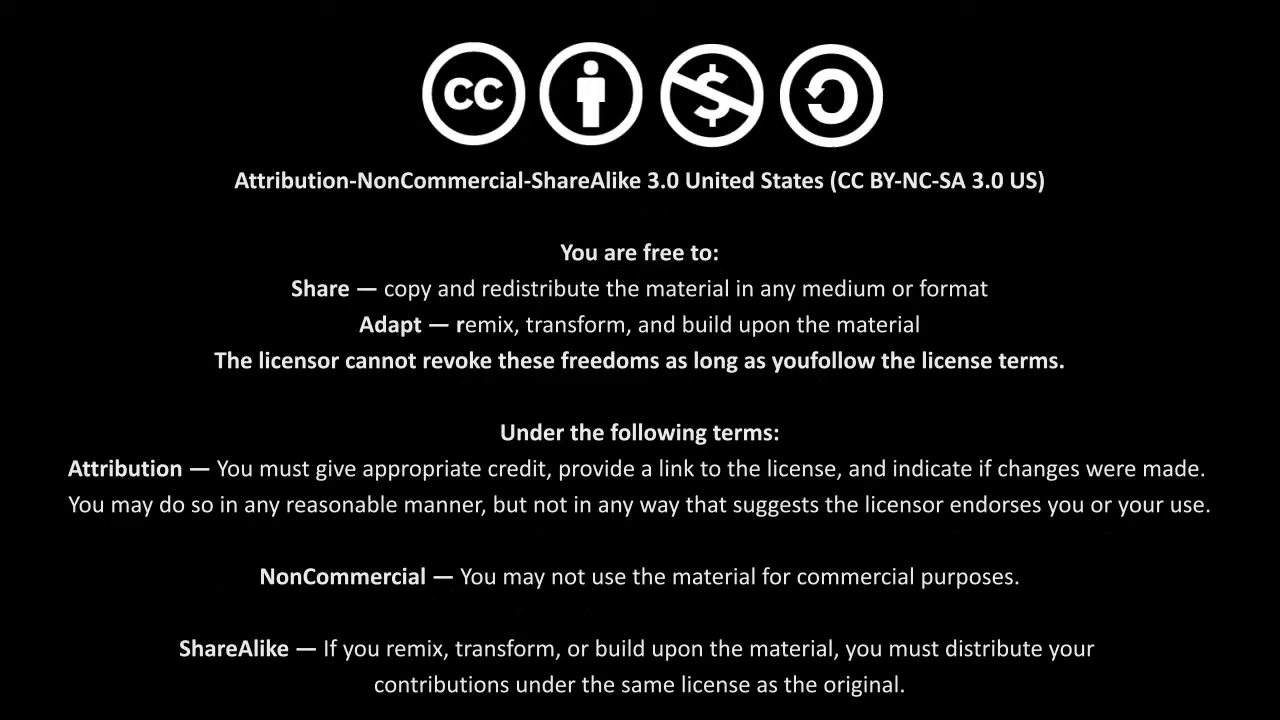 CC
Attribution-NonCommercial-ShareAlike 3.0 United States (CC BY-NC-SA 3.0 US)
You are free to:
Share — copy and redistribute the material in any medium or format
Adapt — remix, transform, and build upon the material
The licensor cannot revoke these freedoms as long as youfollow the license terms.
Under the following terms:
Attribution — You must give appropriate credit, provide a link to the license, and indicate if changes were made.
You may do so in any reasonable manner, but not in any way that suggests the licensor endorses you or your use.
NonCommercial — You may not use the material for commercial purposes.
ShareAlike — If you remix, transform, or build upon the material, you must distribute your
contributions under the same license as the original.